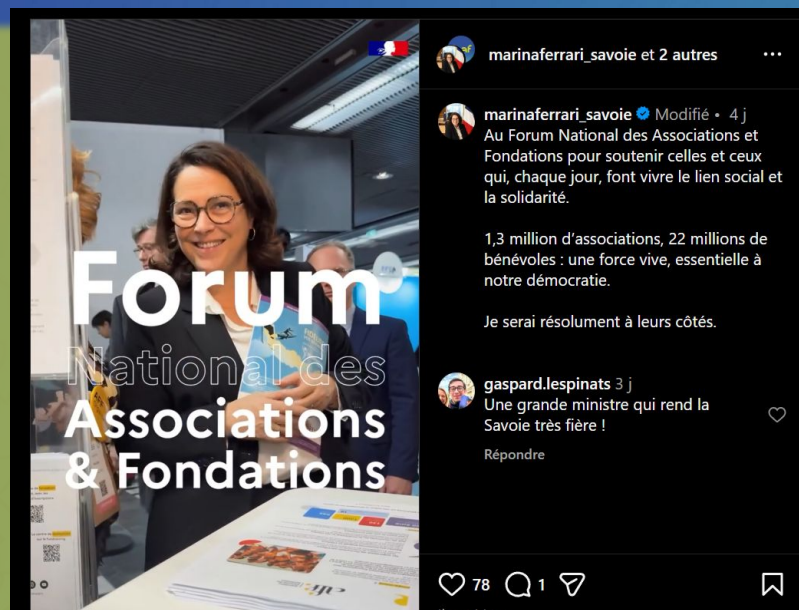 Forum
National des
Associations
& Fondations
marinaferrari_savoie et 2 autres
marinaferrari_savoie Modifié • 4 j
Au Forum National des Associations et
Fondations pour soutenir celles et ceux
qui, chaque jour, font vivre le lien social et
la solidarité.
1,3 million d’associations, 22 millions de
bénévoles : une force vive, essentielle à
notre démocratie.
Je serai résolument à leurs côtés.
gaspard.lespinats 3 j
Une grande ministre qui rend la
Savoie très fière !
Répondre
78 1